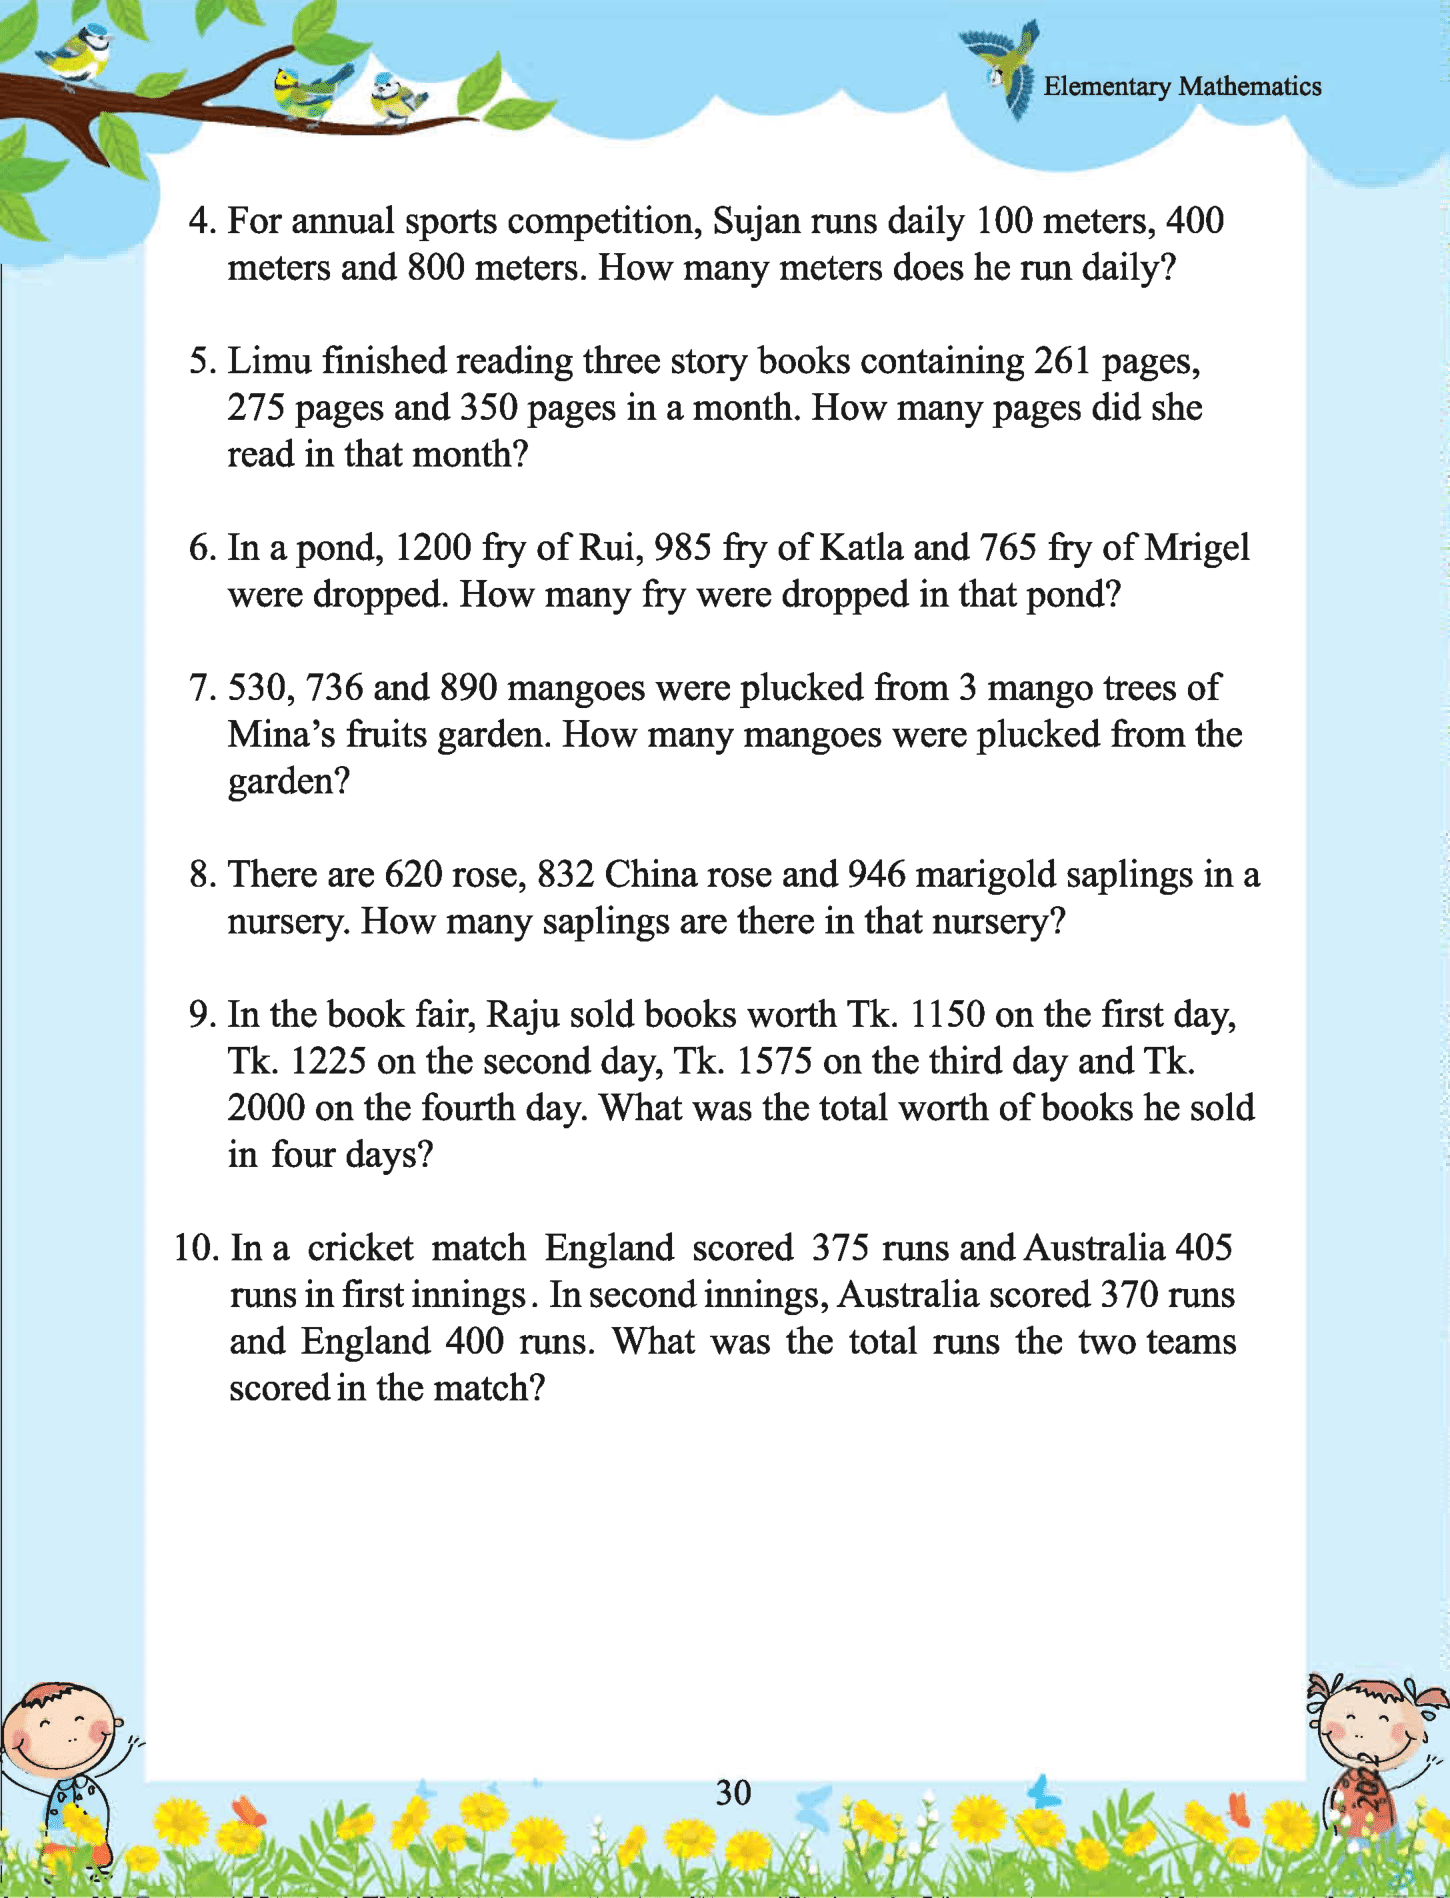 Elementary Mathematics
4. For annual sports competition, Sujan runs daily 100 meters, 400
meters and 800 meters. How many meters does he run daily?
5. Limu finished reading three story books containing 261 pages,
275 pages and 350 pages in a month. How many pages did she
read in that month?
6. In a pond, 1200 fry of Rui, 985 fry of Katla and 765 fry of Mrigel
were dropped. How many fry were dropped in that pond?
7. 530, 736 and 890 mangoes were plucked from 3 mango trees of
Mina’s fruits garden. How many mangoes were plucked from the
garden?
8. There are 620 rose, 832 China rose and 946 marigold saplings in a
nursery. How many saplings are there in that nursery?
9. In the book fair, Raju sold books worth Tk. 1150 on the first day,
Tk. 1225 on the second day, Tk. 1575 on the third day and Tk.
2000 on the fourth day. What was the total worth of books he sold
in four days?
10. In a cricket match England scored 375 runs and Australia 405
runs in first innings. In second innings, Australia scored 370 runs
and England 400 runs. What was the total runs the two teams
scored in the match?
30
2022